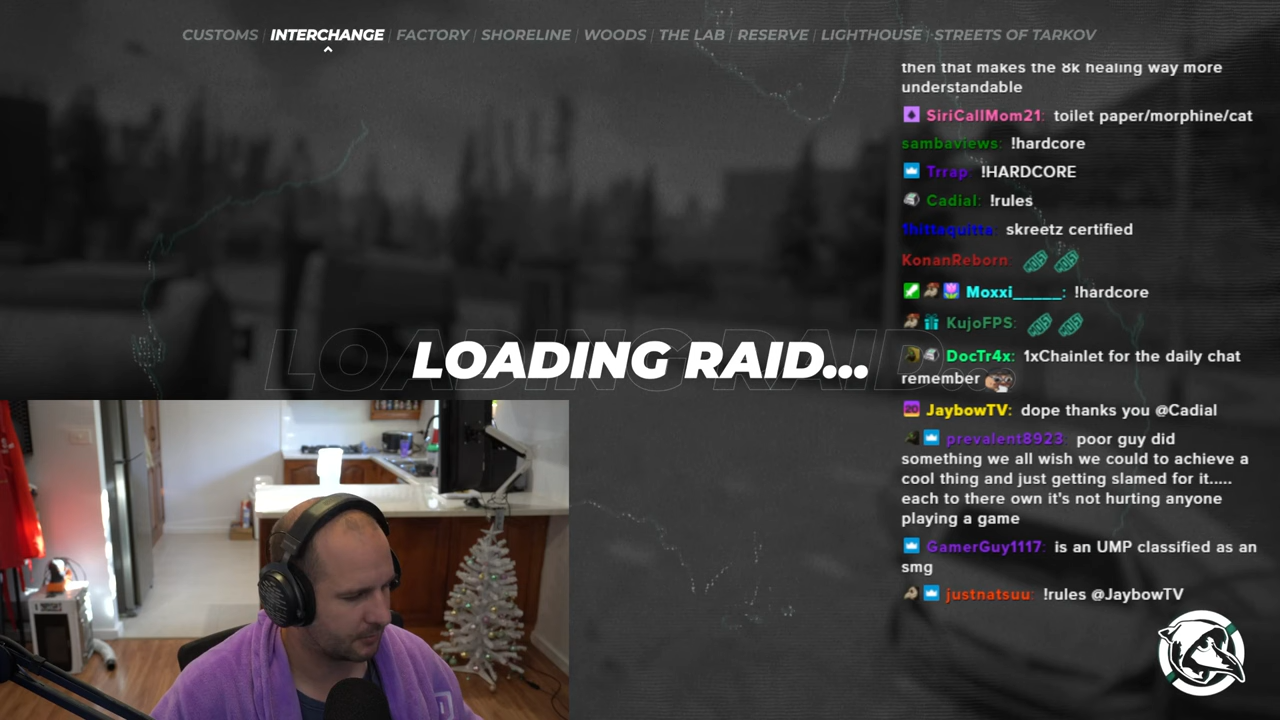 CUSTOMS | INTERCHANGE | FACTORY | SHORELINE | WOODS | THE LAB | RESERVE | LIGHTHOUSE | STREETS OF TARKOV
then that makes the 8k healing way more
understandable
SiriCallMom21: toilet paper/morphine/cat
sambaviews: !hardcore
Trrap: !HARDCORE
Cadial: !rules
1hittaquitta: skreetz certified
KonanReborn:
Moxxi_____: !hardcore
KujoFPS:
LOADING RAID...
DocTr4x: 1xChainlet for the daily chat
remember
JaybowTV: dope thanks you @Cadial
prevalent8923: poor guy did
something we all wish we could to achieve a
cool thing and just getting slamed for it.....
each to there own it's not hurting anyone
playing a game
GamerGuy1117: is an UMP classified as an
smg
justnatsuu: !rules @JaybowTV